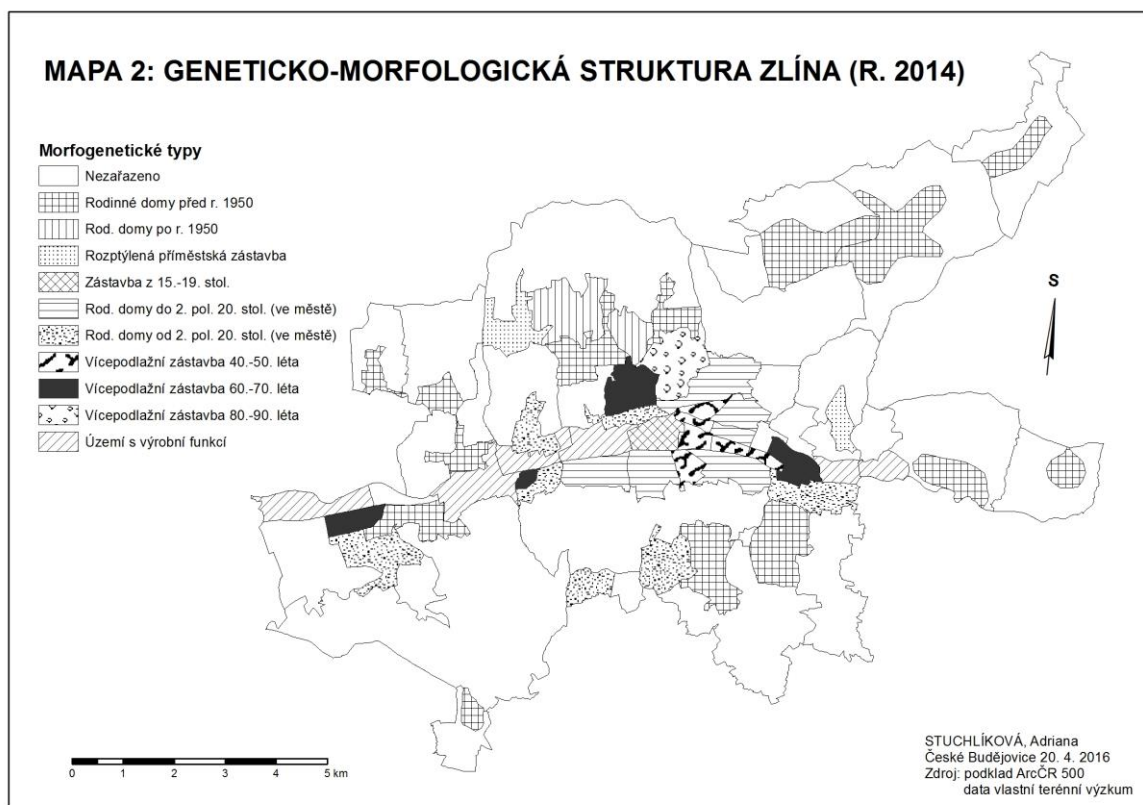 MAPA 2: GENETICKO-MORFOLOGICKÁ STRUKTURA ZLÍNA (R. 2014)
Morfogenetické typy
Nezařazeno
Rodinné domy před r. 1950
Rod. domy po r. 1950
Rozptýlená příměstská zástavba
Zástavba z 15.-19. stol.
Rod. domy do 2. pol. 20. stol. (ve městě)
Rod. domy od 2. pol. 20. stol. (ve městě)
Vícepodlažní zástavba 40.-50. léta
Vícepodlažní zástavba 60.-70. léta
Vícepodlažní zástavba 80.-90. léta
Území s výrobní funkcí
S
0 1 2 3 4 5 km
STUCHLÍKOVÁ, Adriana
České Budějovice 20. 4. 2016
Zdroj: podklad ArcČR 500
data vlastní terénní výzkum